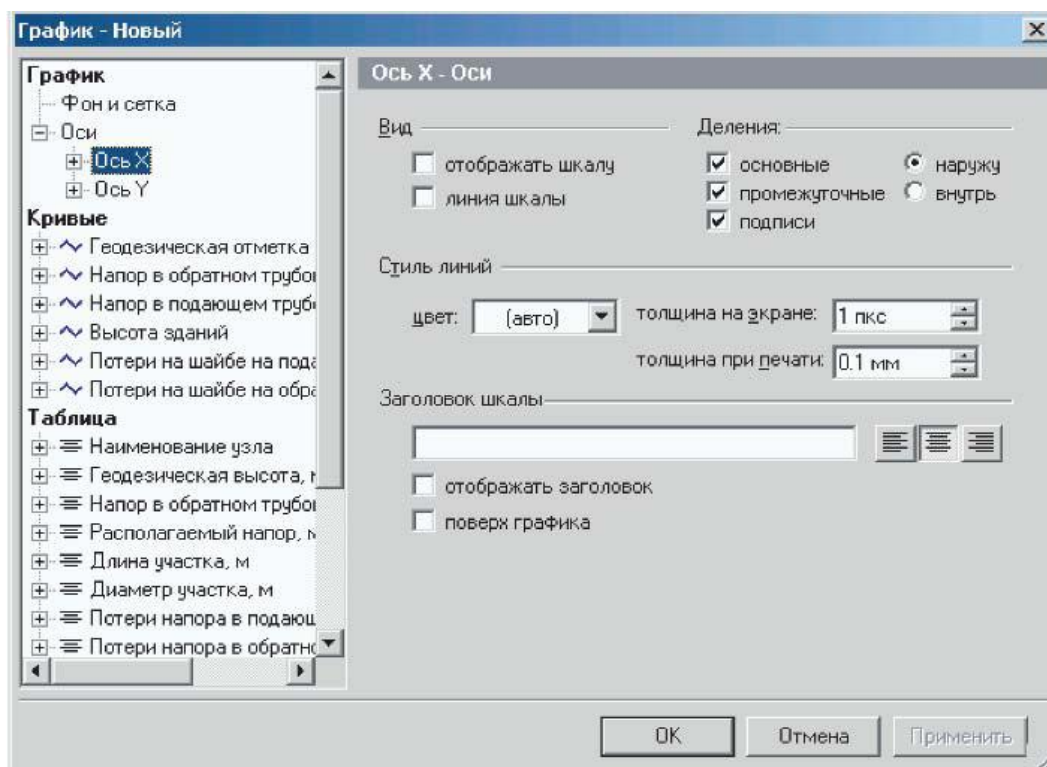 График - Новый
График
Фон и сетка
Оси
Ось X
Ось Y
Кривые
Геодезическая отметка
Напор в обратном трубо
Напор в подающем труб
Высота зданий
Потери на шайбе на пода
Потери на шайбе на обра
Таблица
Наименование узла
Геодезическая высота,
Напор в обратном трубо
Располагаемый напор, м
Длина участка, м
Диаметр участка, м
Потери напора в подающ
Потери напора в обратно
Ось X - Оси
Вид
отображать шкалу
линия шкалы
Деления:
основные
наружу
промежуточные
внутрь
подписи
Стиль линий
цвет: (авто)
толщина на экране: 1 пкс
толщина при печати: 0.1 мм
Заголовок шкалы
отображать заголовок
поверх графика
OK Отмена Применить